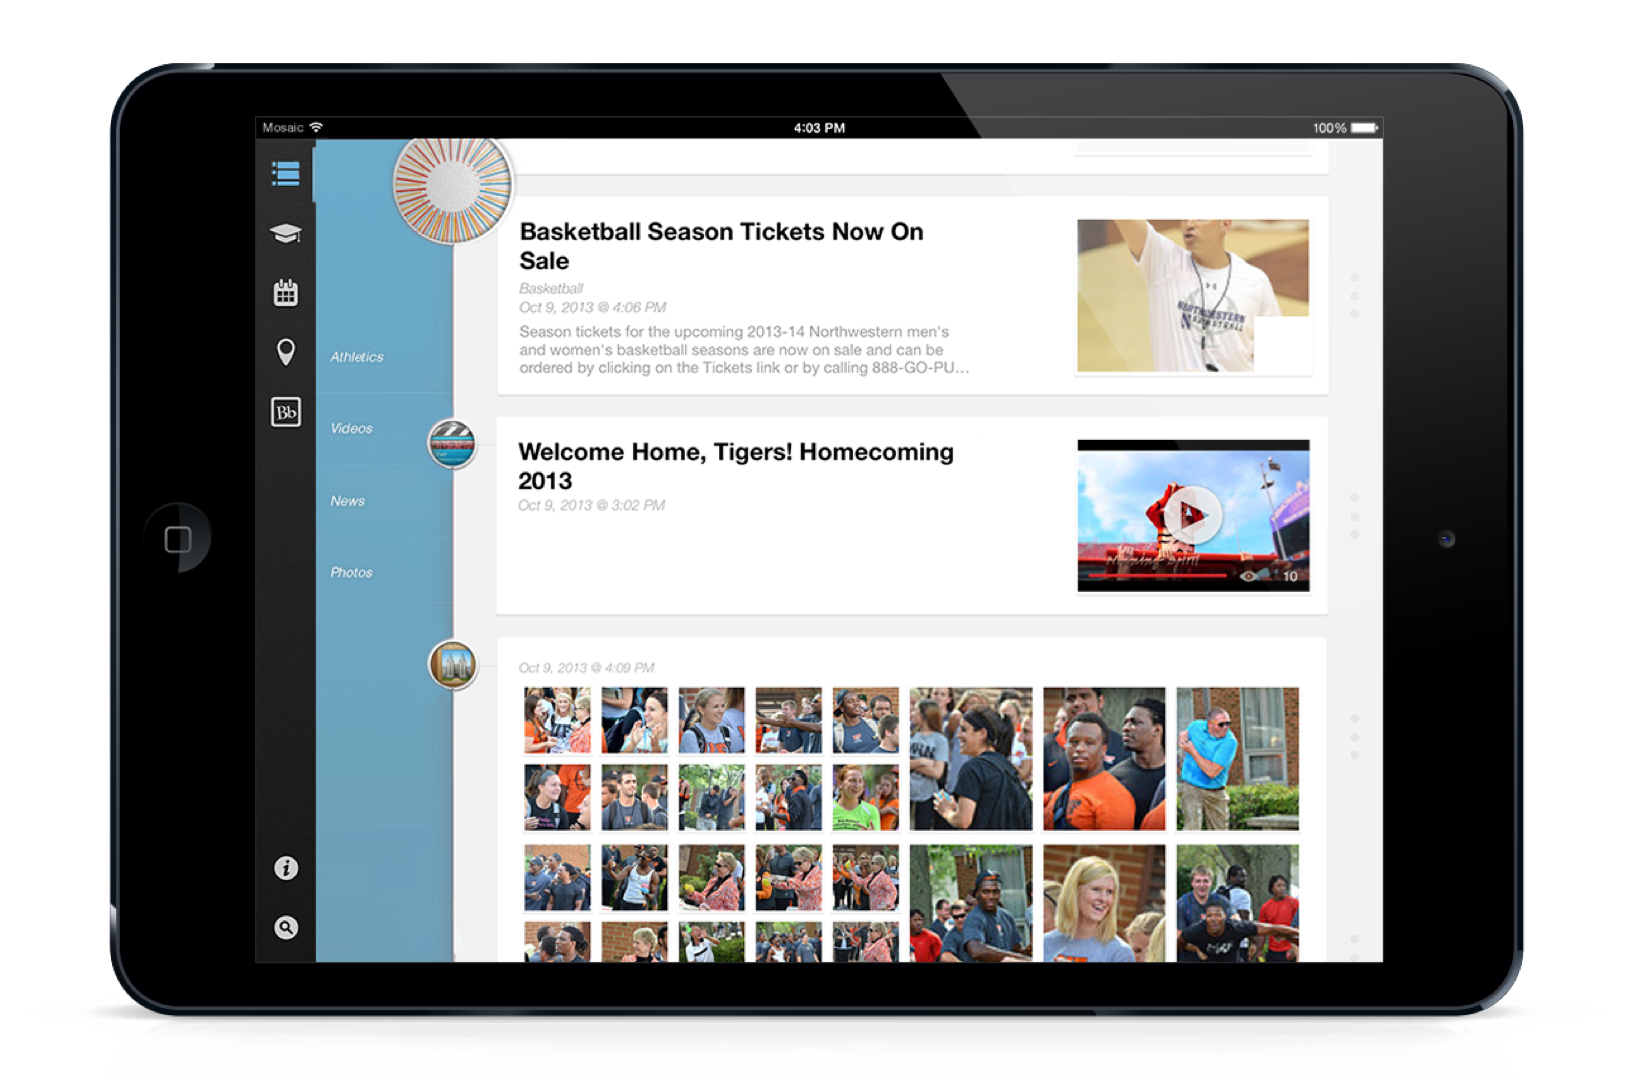 Mosaic
4:03 PM
100%
Athletics
Videos
News
Photos
Bb
i
Basketball Season Tickets Now On
Sale
Basketball
Oct 9, 2013 @ 4:06 PM
Season tickets for the upcoming 2013-14 Northwestern men's
and women's basketball seasons are now on sale and can be
ordered by clicking on the Tickets link or by calling 888-GO-PU...
NORTHWESTERN
N BASKETBALL
Welcome Home, Tigers! Homecoming
2013
Oct 9, 2013 @ 3:02 PM
10
Oct 9, 2013 @ 4:09 PM